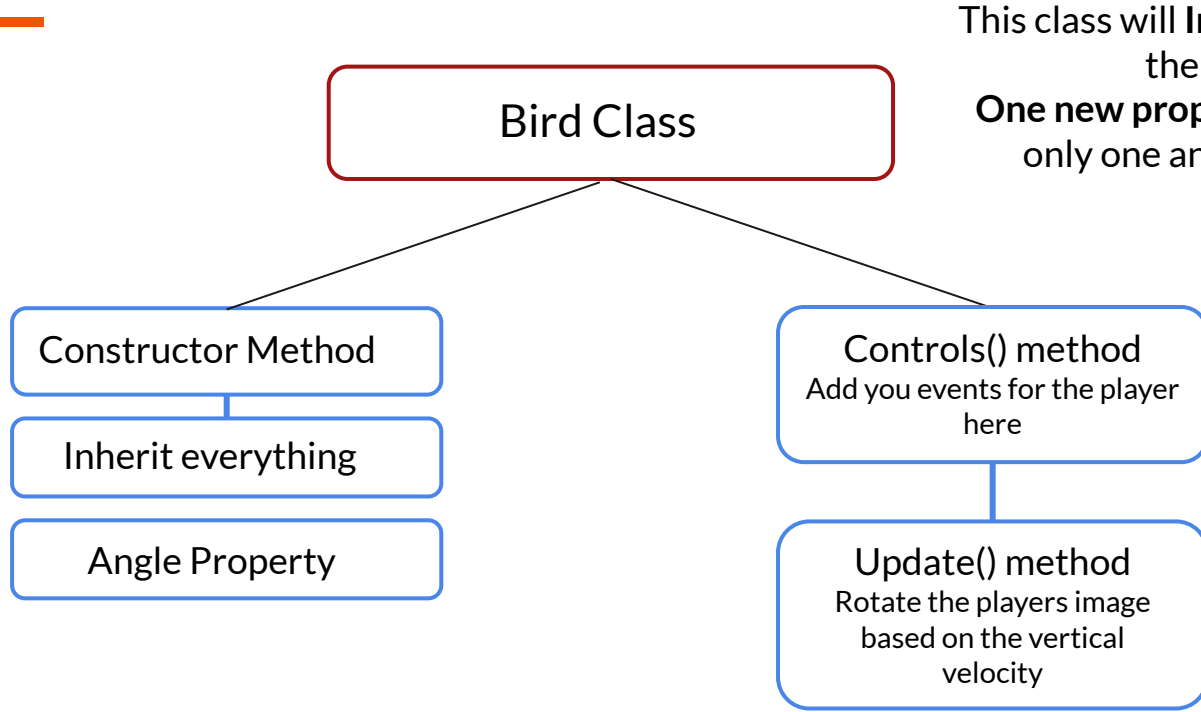 This class will
the
One new
only one
Bird Class
Constructor Method
Inherit everything
Angle Property
Controls() method
Add you events for the player
here
Update() method
Rotate the players image
based on the vertical
velocity